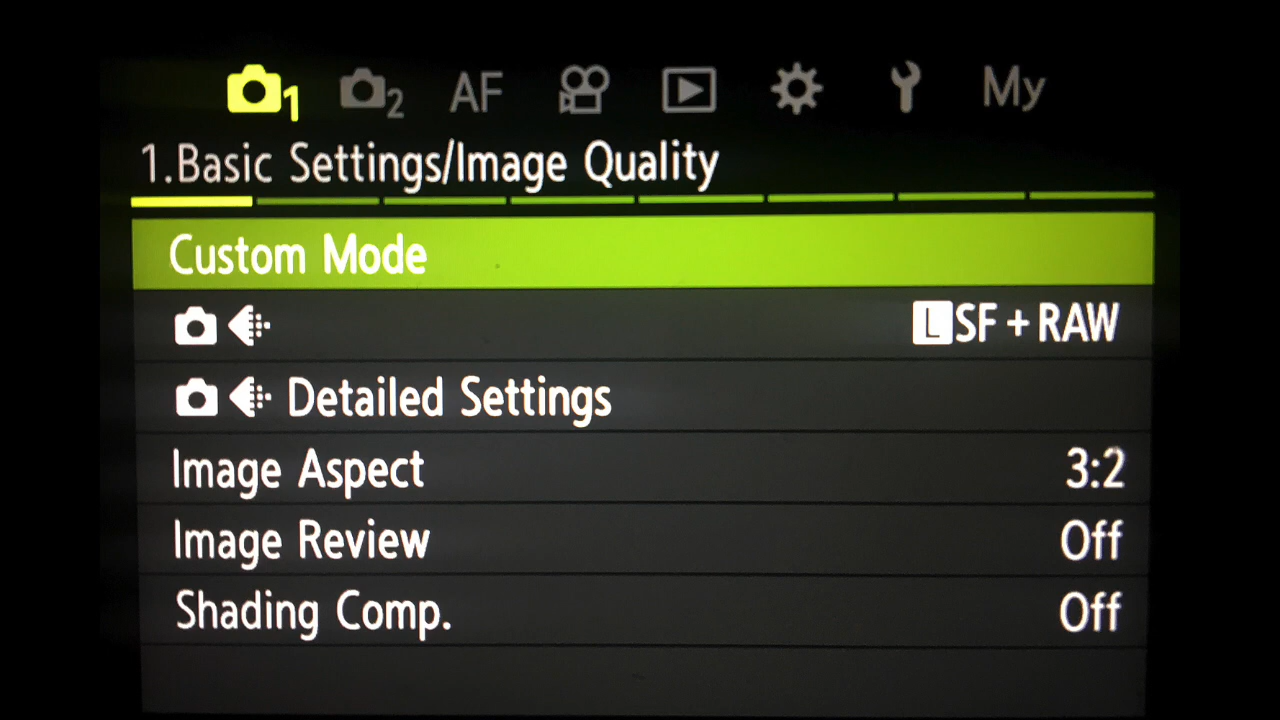 1 2 AF My
1.Basic Settings/Image Quality
Custom Mode
L SF + RAW
Detailed Settings
Image Aspect 3:2
Image Review Off
Shading Comp. Off